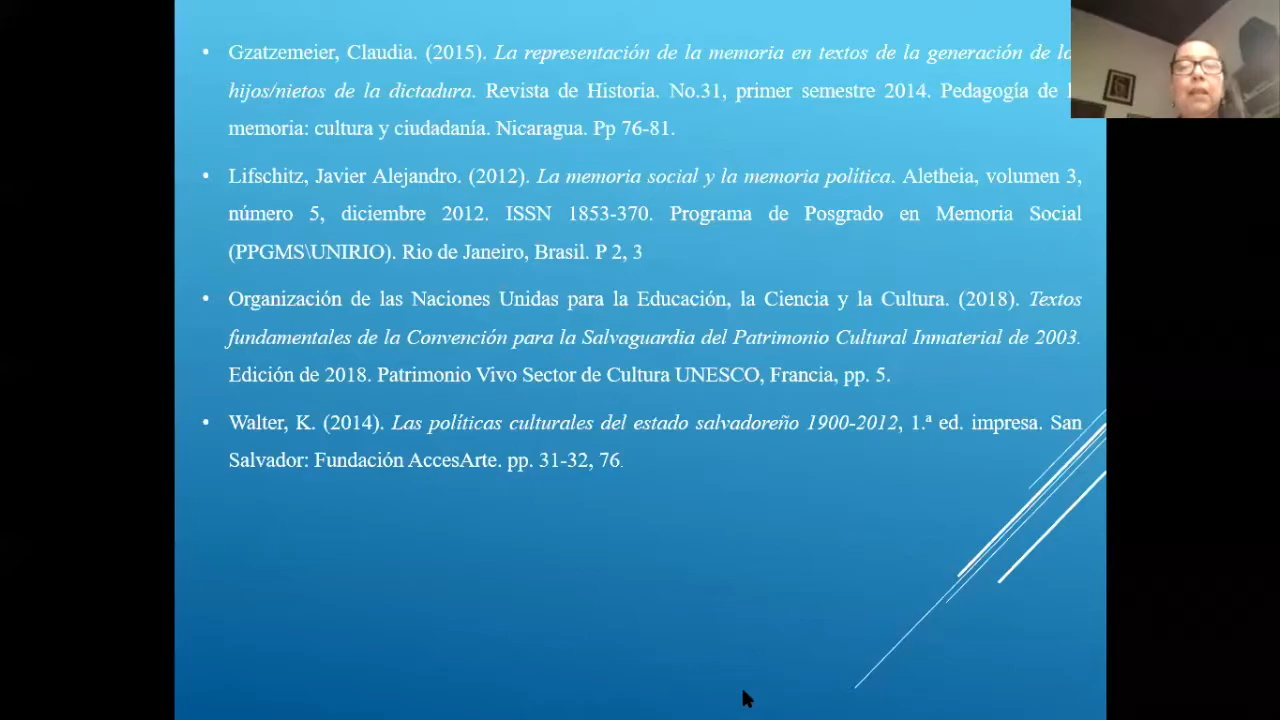 • Gzatzemeier, Claudia. (2015). La representación de la memoria en textos de la generación de
hijos/nietos de la dictadura. Revista de Historia. No.31, primer semestre 2014. Pedagogía de
memoria: cultura y ciudadanía. Nicaragua. Pp 76-81.
• Lifschitz, Javier Alejandro. (2012). La memoria social y la memoria política. Aletheia, volumen 3,
número 5, diciembre 2012. ISSN 1853-370. Programa de Posgrado en Memoria Social
(PPGMS\UNIRIO). Rio de Janeiro, Brasil. P 2, 3
• Organización de las Naciones Unidas para la Educación, la Ciencia y la Cultura. (2018). Textos
fundamentales de la Convención para la Salvaguardia del Patrimonio Cultural Inmaterial de 2003.
Edición de 2018. Patrimonio Vivo Sector de Cultura UNESCO, Francia, pp. 5.
• Walter, K. (2014). Las políticas culturales del estado salvadoreño 1900-2012, 1.ª ed. impresa. San
Salvador: Fundación AccesArte. pp. 31-32, 76.